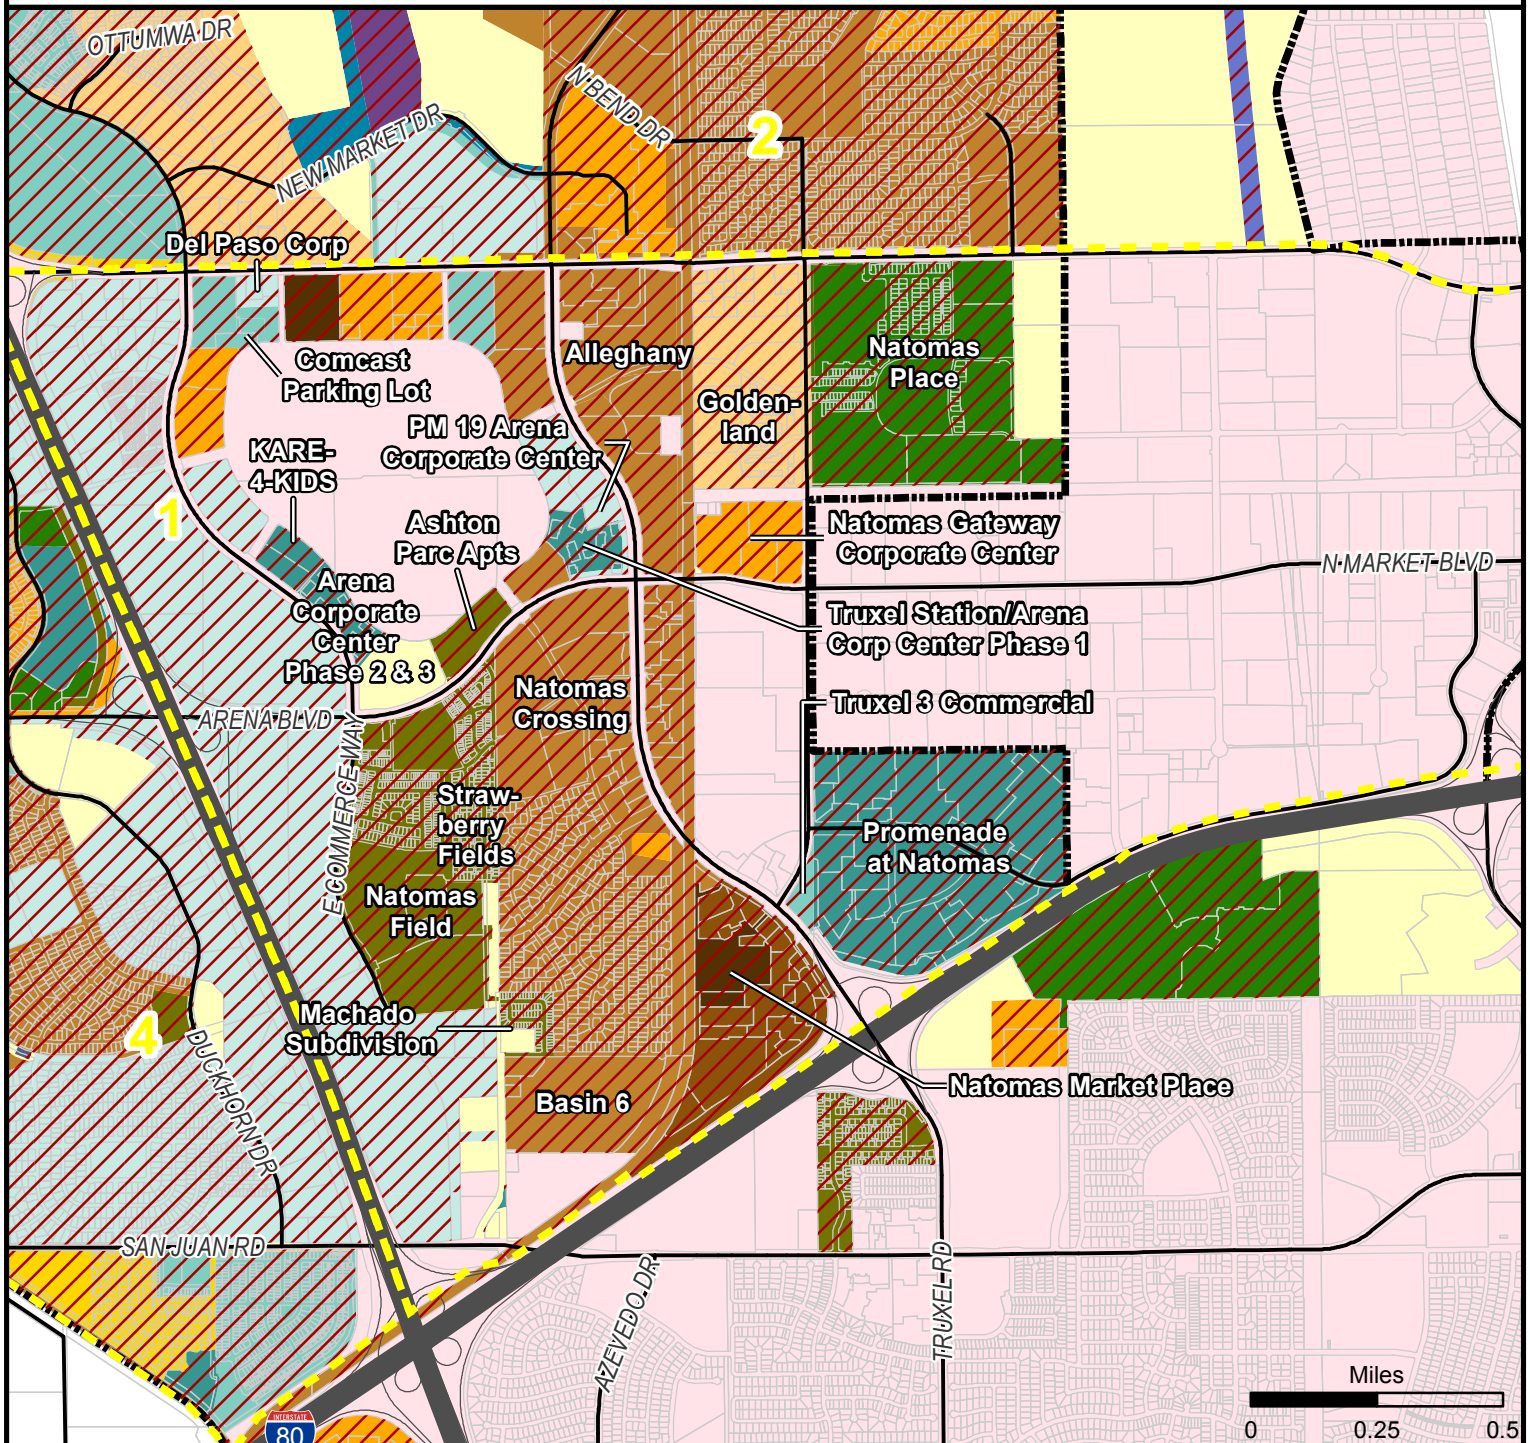 OTTUMWA DR
N BEND DR
2
NEW MARKET DR
Del Paso Corp
Comcast
Parking Lot
Alleghany
Natomas
Place
Golden-
land
PM 19 Arena
Corporate Center
KARE-
4-KIDS
1
Ashton
Parc Apts
Natomas Gateway
Corporate Center
N MARKET BLVD
Arena
Corporate
Center
Phase 2 & 3
Truxel Station/Arena
Corp Center Phase 1
Natomas
Crossing
Truxel 3 Commercial
ARENA BLVD
E COMMERCE WAY
Straw-
berry
Fields
Promenade
at Natomas
Natomas
Field
Machado
Subdivision
4
DUCKHORN DR
Natomas Market Place
Basin 6
SAN JUAN RD
AZEVEDO DR
TRUXEL RD
Miles
0 0.25 0.5
INTERSTATE
80